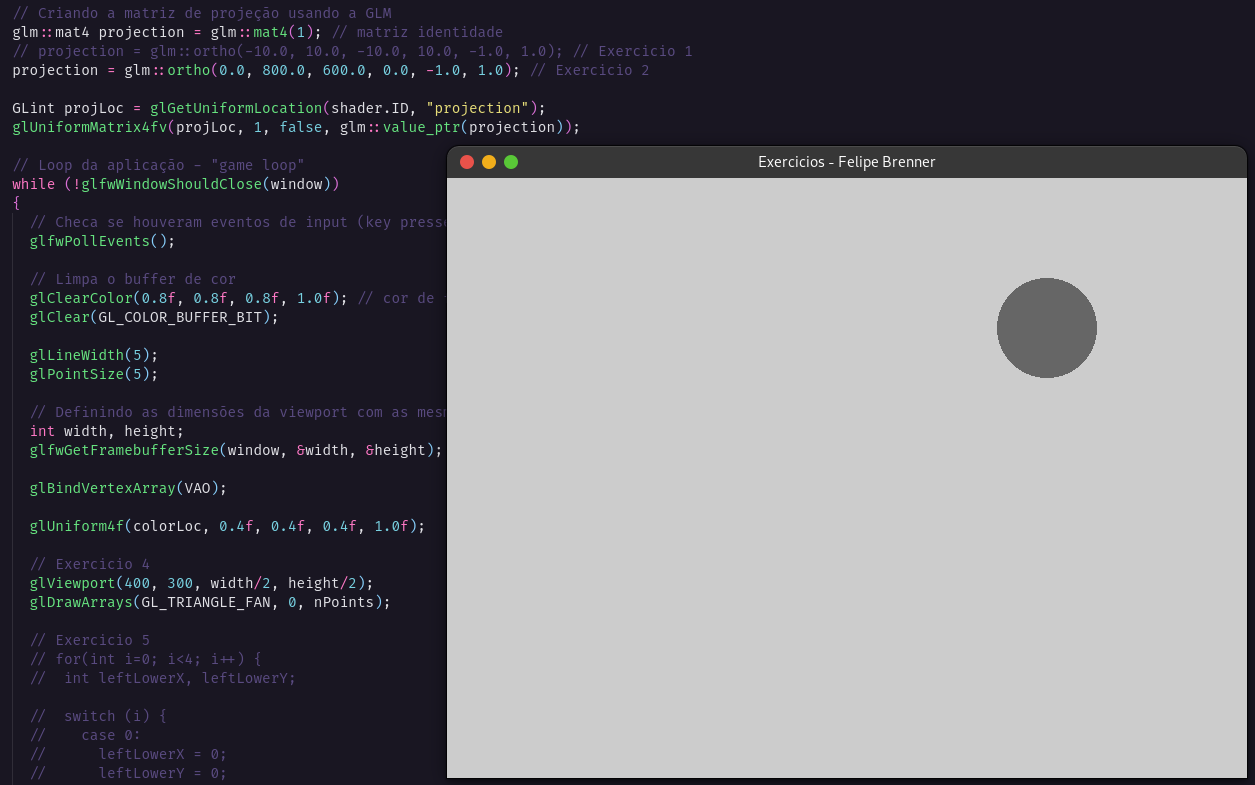 // Criando a matriz de projeção usando a GLM
glm::mat4 projection = glm::mat4(1); // matriz identidade
// projection = glm::ortho(-10.0, 10.0, -10.0, 10.0, -1.0, 1.0); // Exercicio 1
projection = glm::ortho(0.0, 800.0, 600.0, 0.0, -1.0, 1.0); // Exercicio 2
GLint projLoc = glGetUniformLocation(shader.ID, "projection");
glUniformMatrix4fv(projLoc, 1, false, glm::value_ptr(projection));
// Loop da aplicação - "game loop"
while (!glfwWindowShouldClose(window))
{
// Checa se houveram eventos de input (key press
glfwPollEvents();
// Limpa o buffer de cor
glClearColor(0.8f, 0.8f, 0.8f, 1.0f); // cor de
glClear(GL_COLOR_BUFFER_BIT);
glLineWidth(5);
glPointSize(5);
// Definindo as dimensões da viewport com as
int width, height;
glfwGetFramebufferSize(window, &width, &height);
glBindVertexArray(VAO);
glUniform4f(colorLoc, 0.4f, 0.4f, 0.4f, 1.0f);
// Exercicio 4
glViewport(400, 300, width/2, height/2);
glDrawArrays(GL_TRIANGLE_FAN, 0, nPoints);
// Exercicio 5
// for(int i=0; i<4; i++) {
//  int leftLowerX, leftLowerY;
//  switch (i) {
//    case 0:
//      leftLowerX = 0;
//      leftLowerY = 0;
Exercicios - Felipe Brenner